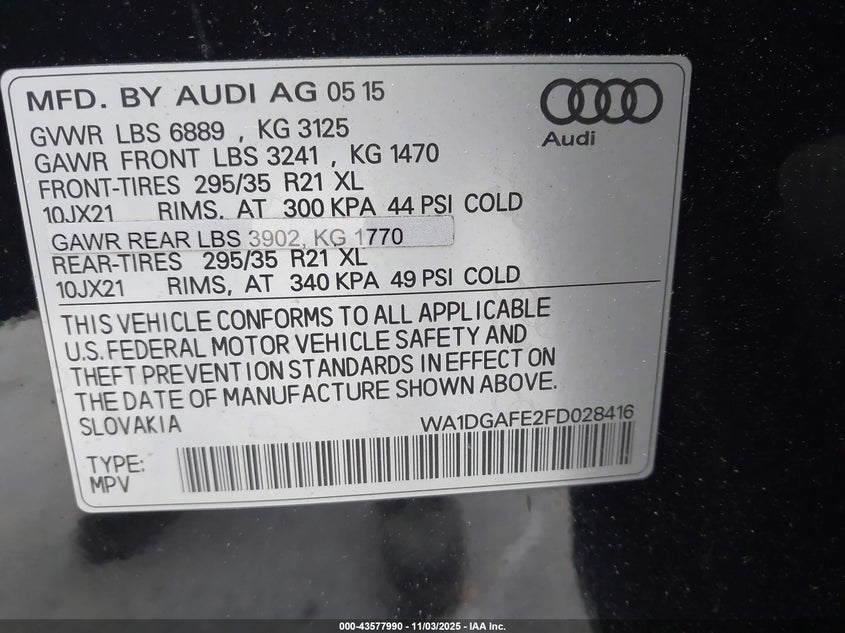 MFD. BY AUDI AG 05 15
GVWR LBS 6889 , KG 3125
GAWR FRONT LBS 3241 , KG 1470
FRONT-TIRES 295/35 R21 XL
10JX21 RIMS, AT 300 KPA 44 PSI COLD
GAWR REAR LBS 3902, KG 1770
REAR-TIRES 295/35 R21 XL
10JX21 RIMS, AT 340 KPA 49 PSI COLD
Audi
THIS VEHICLE CONFORMS TO ALL APPLICABLE
U.S. FEDERAL MOTOR VEHICLE SAFETY AND
THEFT PREVENTION STANDARDS IN EFFECT ON
THE DATE OF MANUFACTURE SHOWN ABOVE.
SLOVAKIA WA1DGAFE2FD028416
TYPE:
MPV
000-43577990 - 11/03/2025 - IAA Inc.